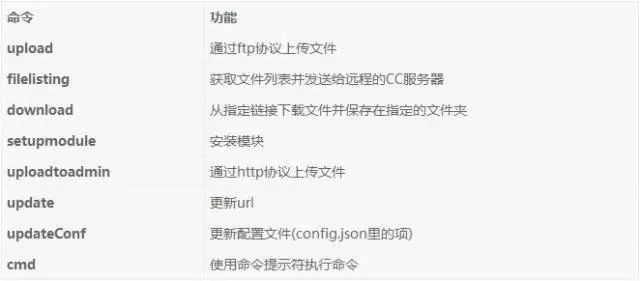 命令 功能
upload 通过ftp协议上传文件
filelisting 获取文件列表并发送给远程的CC服务器
download 从指定链接下载文件并保存在指定的文件夹
setupmodule 安装模块
uploadtoadmin 通过http协议上传文件
update 更新url
updateConf 更新配置文件(config.json里的项)
cmd 使用命令提示符执行命令